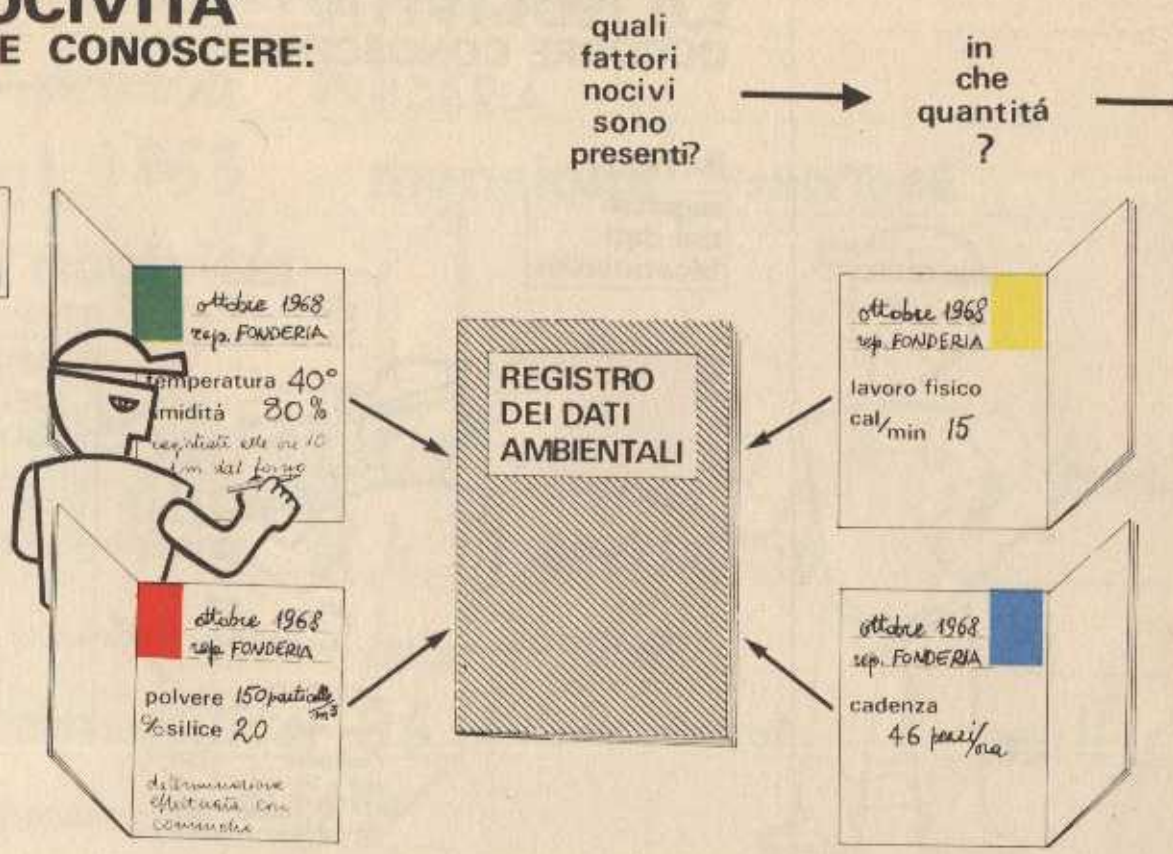 OCIVITÀ
E CONOSCERE:
quali
fattori
nocivi
sono
presenti?
in
che
quantitá
?
ottobre 1968
rep. FONDERIA
temperatura 40°
midità 80%
registrati alle ore 10
m dal forno
REGISTRO
DEI DATI
AMBIENTALI
ottobre 1968
rep. FONDERIA
lavoro fisico
cal/min 15
ottobre 1968
rep. FONDERIA
polvere 150 particelle/m³
% silice 20
determinazione
effettuata con
ottobre 1968
rep. FONDERIA
cadenza
46 pezzi/ora